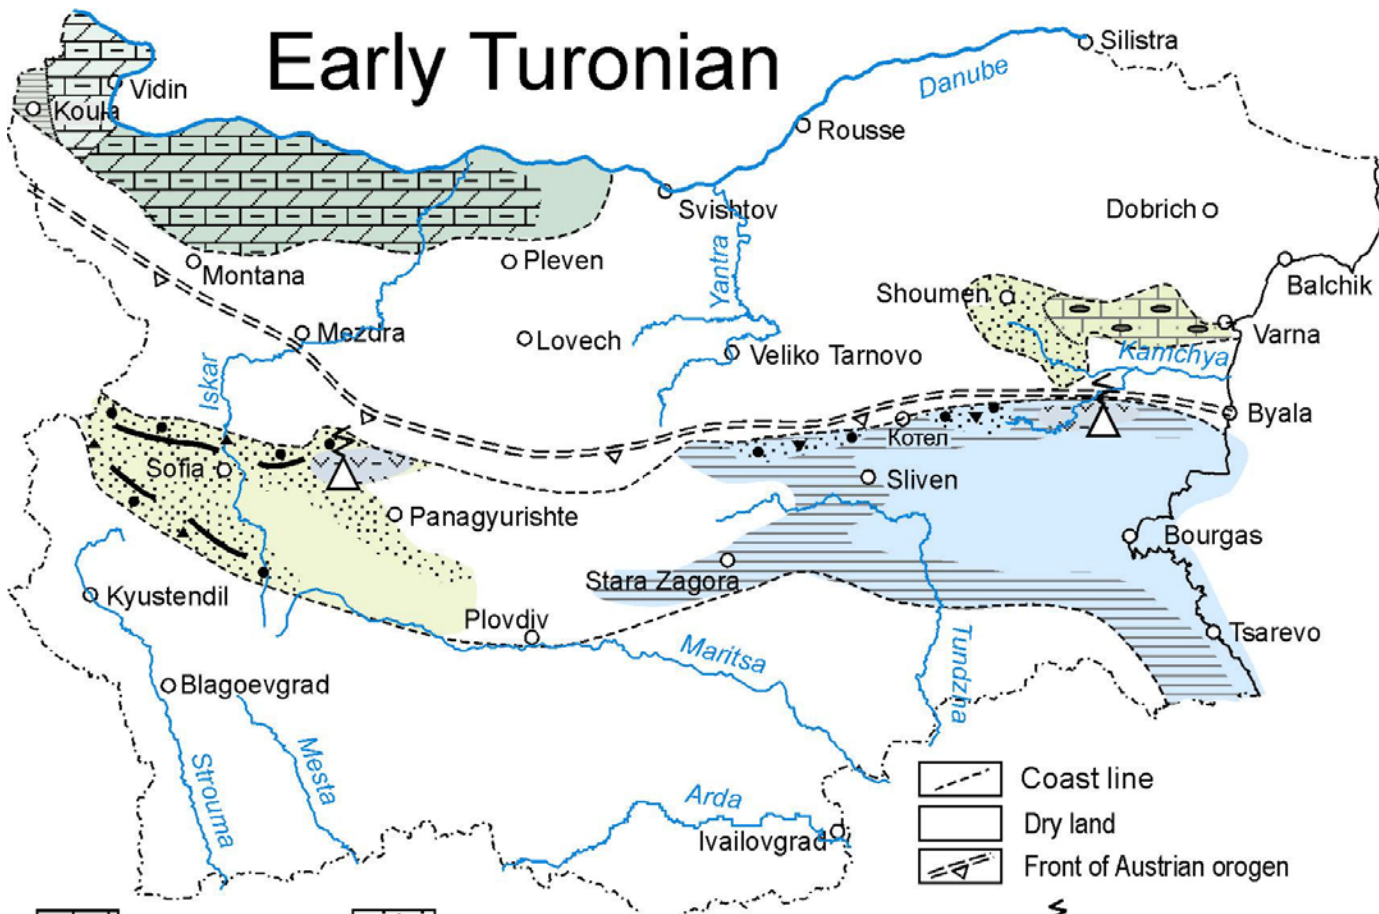 Early Turonian
Silistra
Danube
Vidin
Koula
Rousse
Svishtov
Dobrich
Montana
Pleven
Yantra
Shoumen
Balchik
Mezdra
Lovech
Veliko Tarnovo
Varna
Kamchya
Iskar
Byala
Котел
Sofia
Sliven
Panagyurishte
Bourgas
Stara Zagora
Kyustendil
Plovdiv
Tsarevo
Maritsa
Tundzha
Blagoevgrad
Strouma
Mesta
Arda
Ivailovgrad
Coast line
Dry land
Front of Austrian orogen